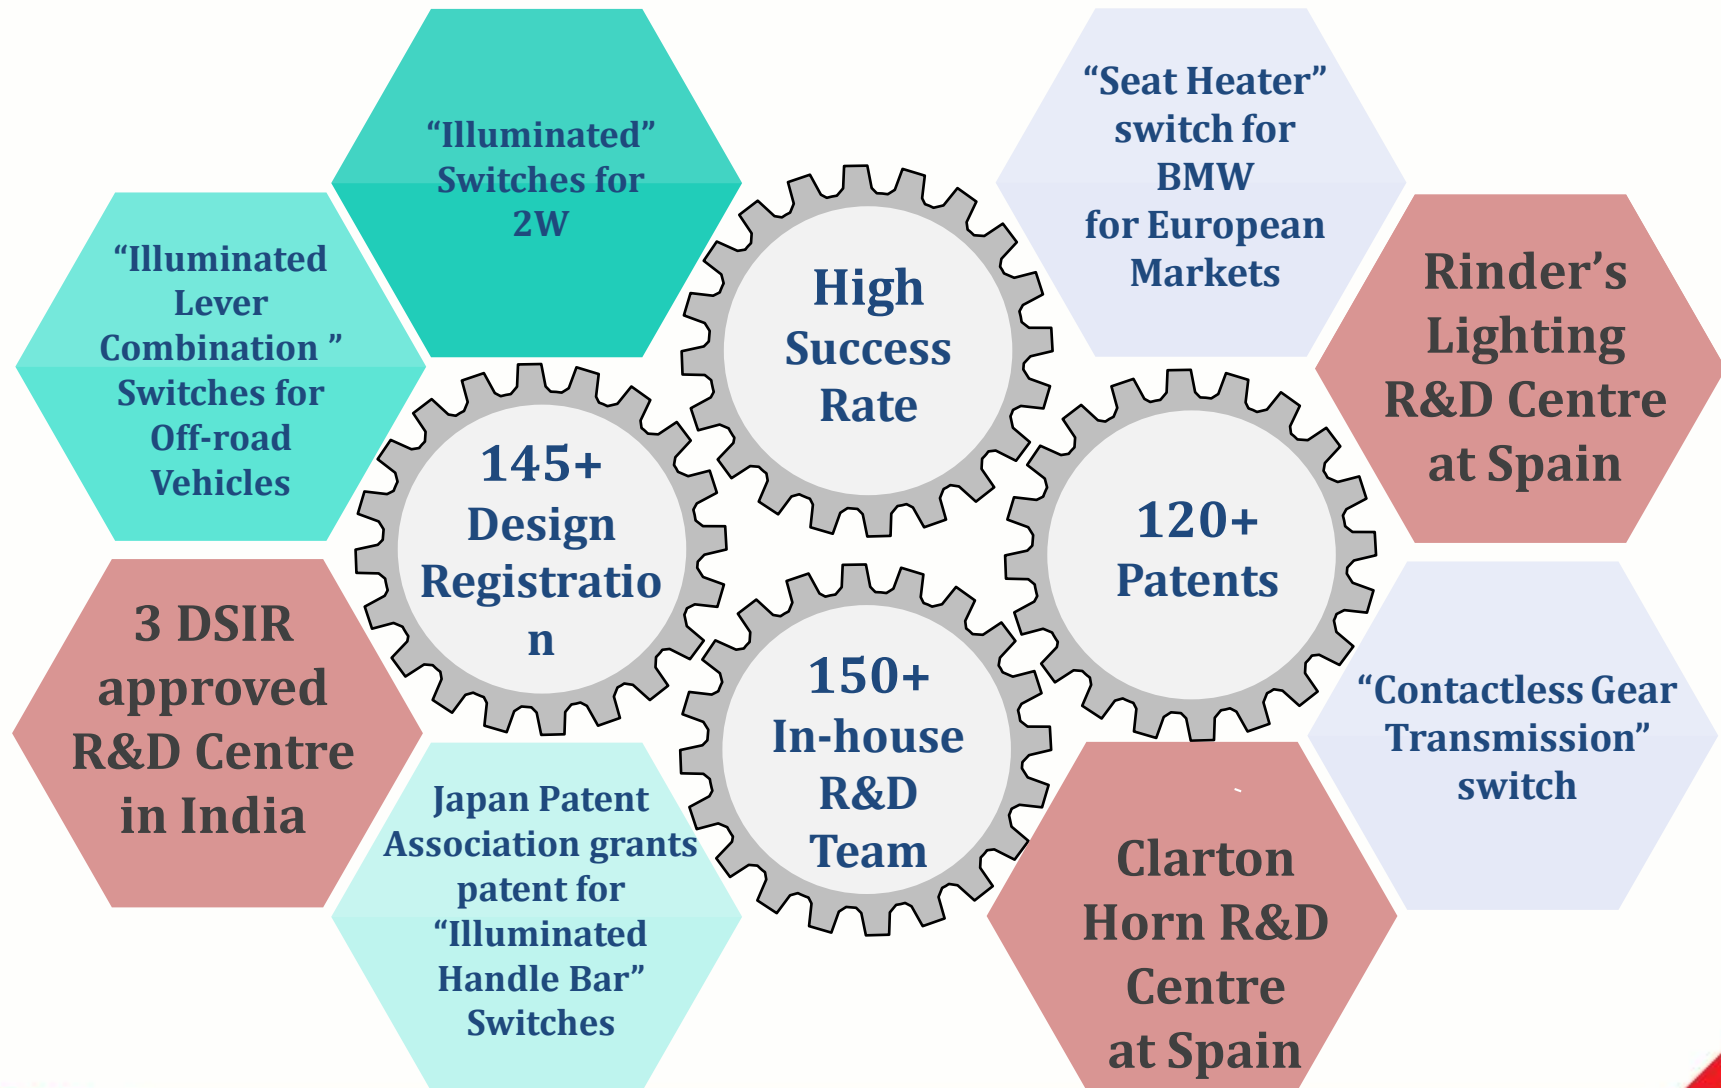 “Illuminated”
Switches for
2W
“Seat Heater”
switch for
BMW
for European
Markets
“Illuminated
Lever
Combination ”
Switches for
Off-road
Vehicles
High
Success
Rate
Rinder’s
Lighting
R&D Centre
at Spain
145+
Design
Registratio
n
120+
Patents
3 DSIR
approved
R&D Centre
in India
150+
In-house
R&D
Team
“Contactless Gear
Transmission”
switch
Japan Patent
Association grants
patent for
“Illuminated
Handle Bar”
Switches
Clarton
Horn R&D
Centre
at Spain